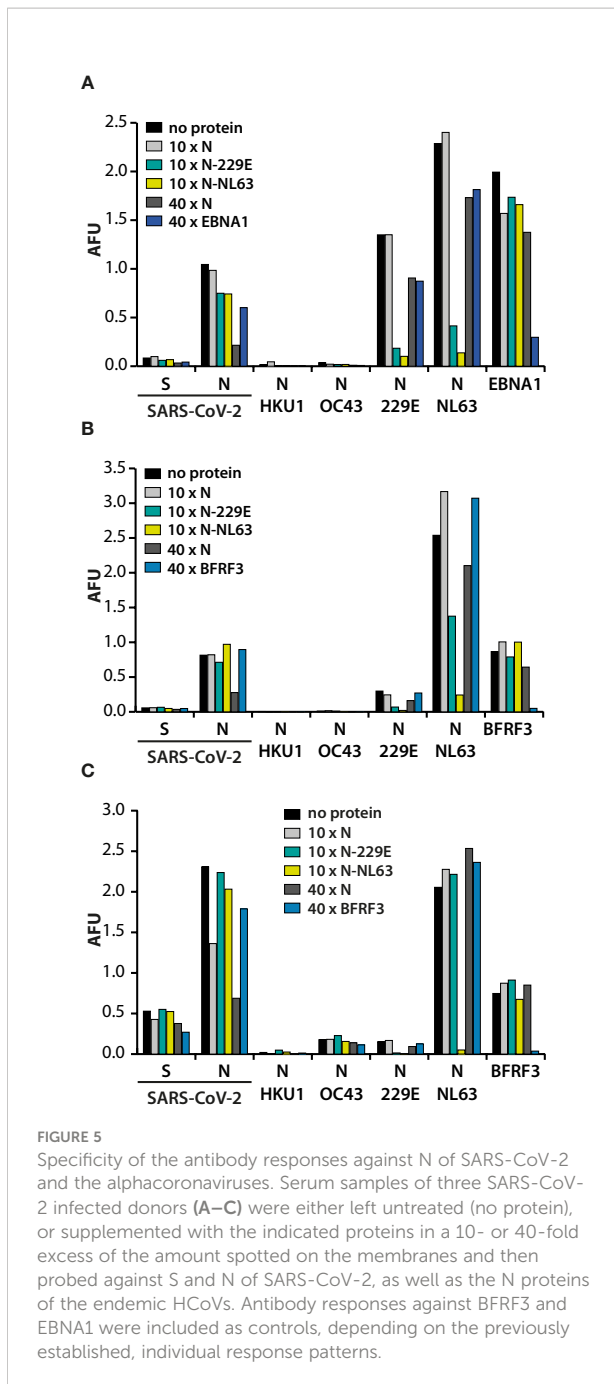 A
2.5
2.0
1.5
1.0
0.5
0.0
AFU
no protein
10 x N
10 x N-229E
10 x N-NL63
40 x N
40 x EBNA1
S N N N N N EBNA1
SARS-CoV-2 HKU1 OC43 229E NL63
B
3.5
3.0
2.5
2.0
1.5
1.0
0.5
0.0
AFU
no protein
10 x N
10 x N-229E
10 x N-NL63
40 x N
40 x BFRF3
S N N N N N BFRF3
SARS-CoV-2 HKU1 OC43 229E NL63
C
3.0
2.5
2.0
1.5
1.0
0.5
0.0
AFU
no protein
10 x N
10 x N-229E
10 x N-NL63
40 x N
40 x BFRF3
S N N N N N BFRF3
SARS-CoV-2 HKU1 OC43 229E NL63
FIGURE 5
Specificity of the antibody responses against N of SARS-CoV-2
and the alphacoronaviruses. Serum samples of three SARS-CoV-
2 infected donors (A–C) were either left untreated (no protein),
or supplemented with the indicated proteins in a 10- or 40-fold
excess of the amount spotted on the membranes and then
probed against S and N of SARS-CoV-2, as well as the N proteins
of the endemic HCoVs. Antibody responses against BFRF3 and
EBNA1 were included as controls, depending on the previously
established, individual response patterns.